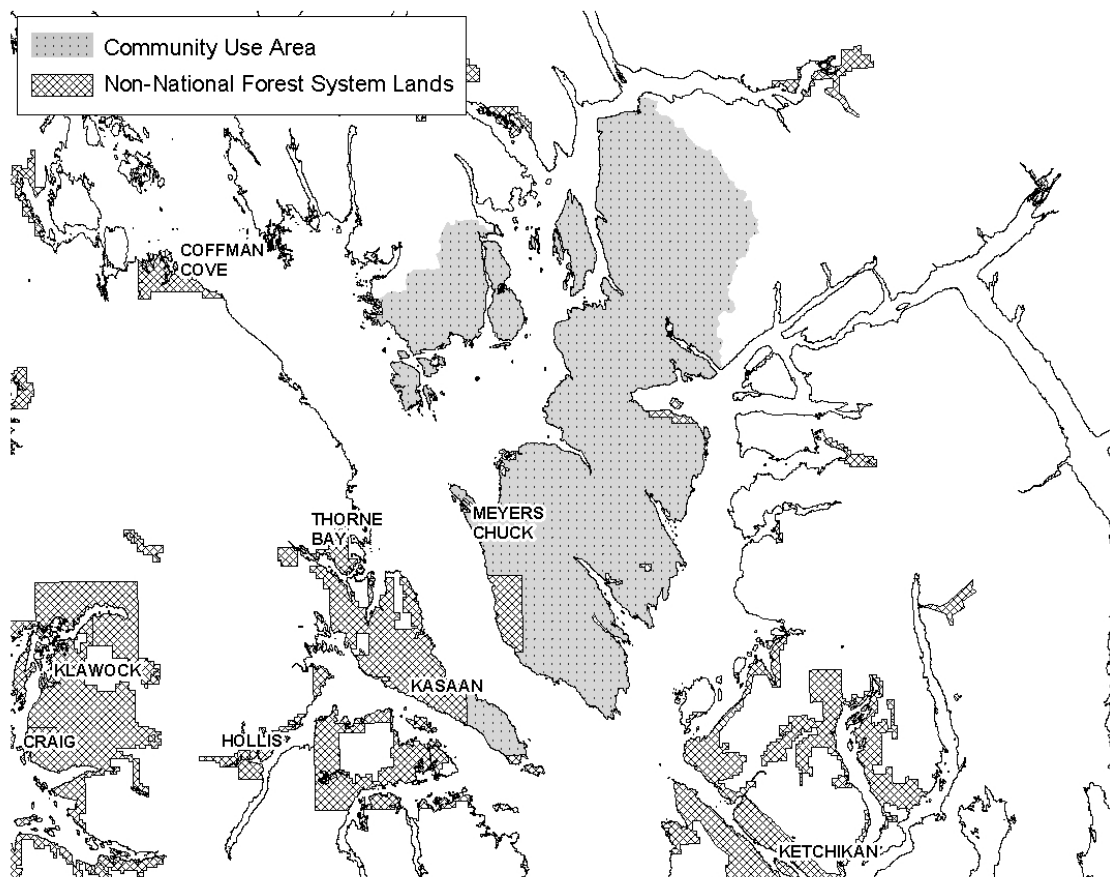 Community Use Area
Non-National Forest System Lands
COFFMAN
COVE
THORNE
BAY
MEYERS
CHUCK
KLAWOCK
KASAAN
CRAIG
HOLLIS
KETCHIKAN